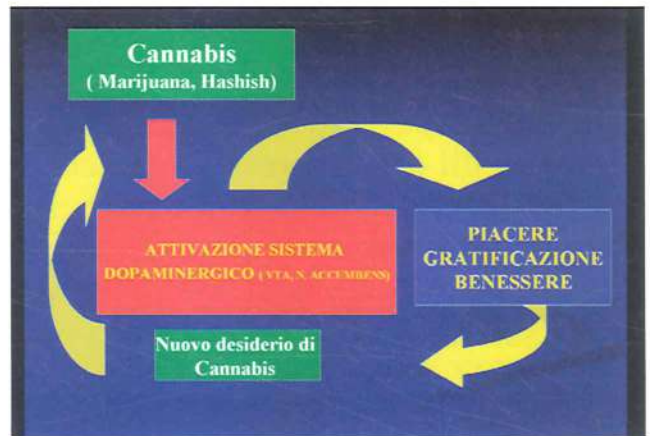 Cannabis
( Marijuana, Hashish)
ATTIVAZIONE SISTEMA
DOPAMINERGICO ( VTA, N. ACCUMBENS)
PIACERE
GRATIFICAZIONE
BENESSERE
Nuovo desiderio di
Cannabis